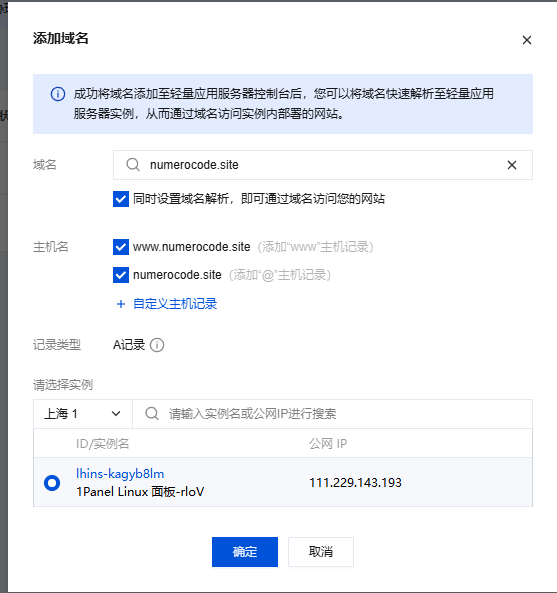 添加域名
成功将域名添加至轻量应用服务器控制台后，您可以将域名快速解析至轻量应用
服务器实例，从而通过域名访问实例内部署的网站。
域名
numerocode.site
同时设置域名解析，即可通过域名访问您的网站
主机名
www.numerocode.site（添加“www”主机记录）
numerocode.site（添加“@”主机记录）
+ 自定义主机记录
记录类型 A记录
请选择实例
上海 1 请输入实例名或公网IP进行搜索
ID/实例名 公网 IP
lhins-kagyb8lm
1Panel Linux 面板-rloV 111.229.143.193
确定 取消